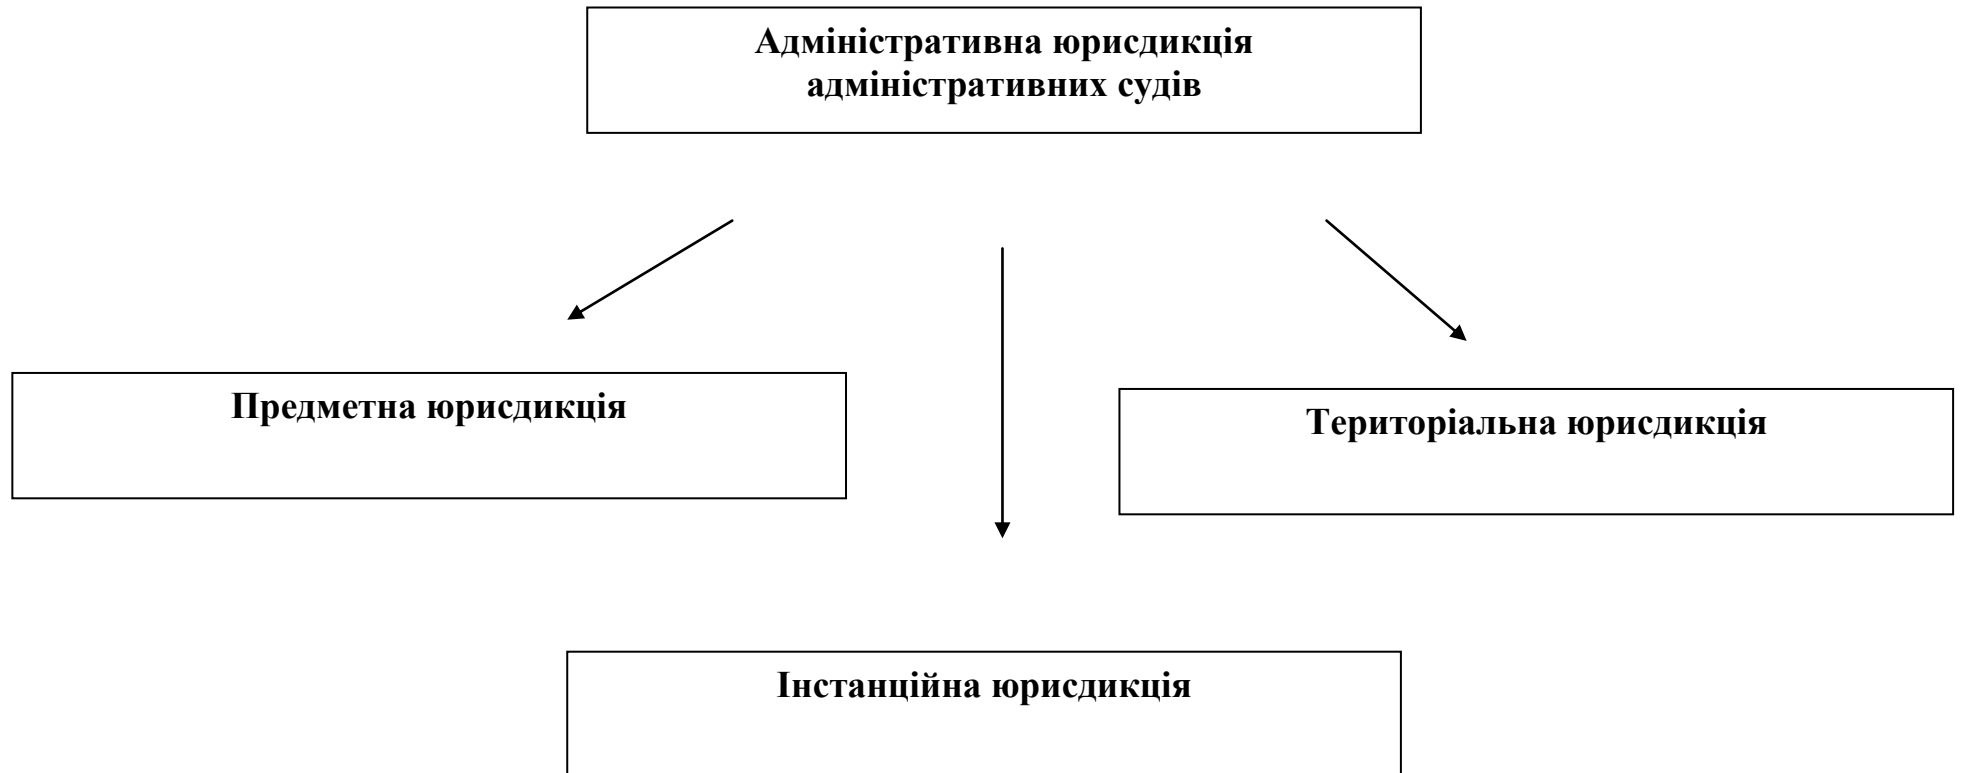 Адміністративна юрисдикція
адміністративних судів
Предметна юрисдикція
Територіальна юрисдикція
Інстанційна юрисдикція